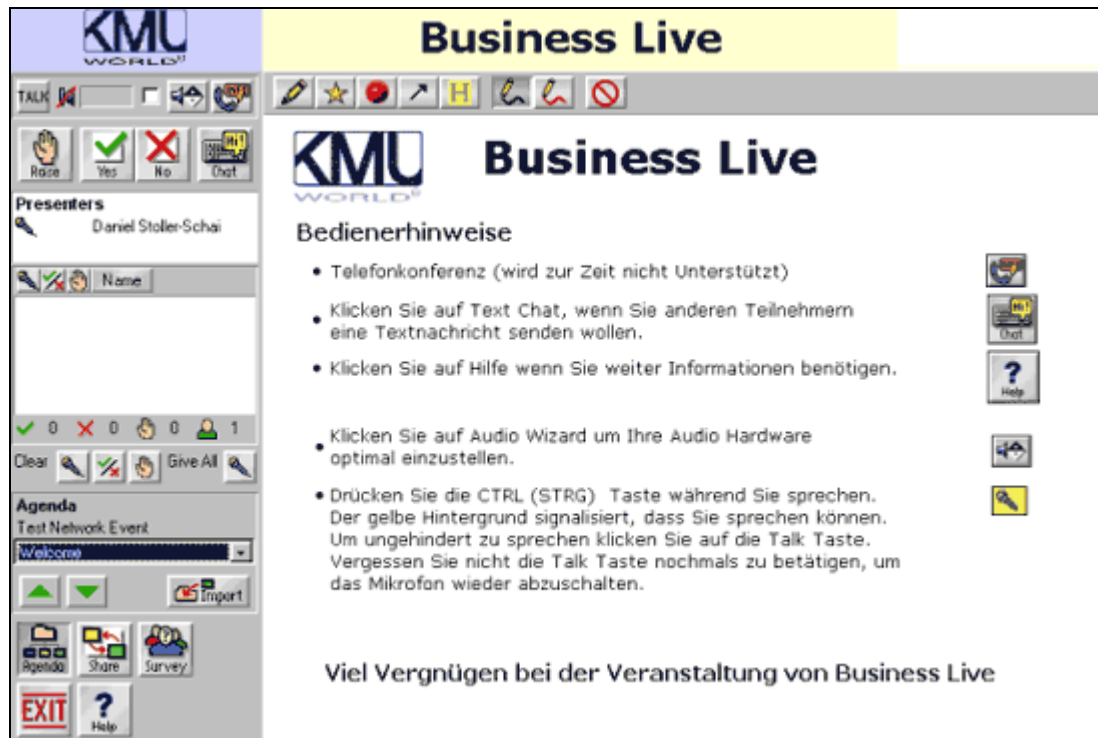 KMU
WORLD
Business Live
TALK
Raise
Yes
No
Hi!
Chat
Presenters
Daniel Stoller-Schai
Name
0
0
0
1
Clear
Give All
Agenda
Test Network Event
Welcome
Import
Agenda
Share
Survey
EXIT
?
Help
H
KMU
WORLD
Business Live
Bedienerhinweise
• Telefonkonferenz (wird zur Zeit nicht Unterstützt)
• Klicken Sie auf Text Chat, wenn Sie anderen Teilnehmern
eine Textnachricht senden wollen.
Hi!
Chat
• Klicken Sie auf Hilfe wenn Sie weiter Informationen benötigen.
?
Help
• Klicken Sie auf Audio Wizard um Ihre Audio Hardware
optimal einzustellen.
• Drücken Sie die CTRL (STRG) Taste während Sie sprechen.
Der gelbe Hintergrund signalisiert, dass Sie sprechen können.
Um ungehindert zu sprechen klicken Sie auf die Talk Taste.
Vergessen Sie nicht die Talk Taste nochmals zu betätigen, um
das Mikrofon wieder abzuschalten.
Viel Vergnügen bei der Veranstaltung von Business Live